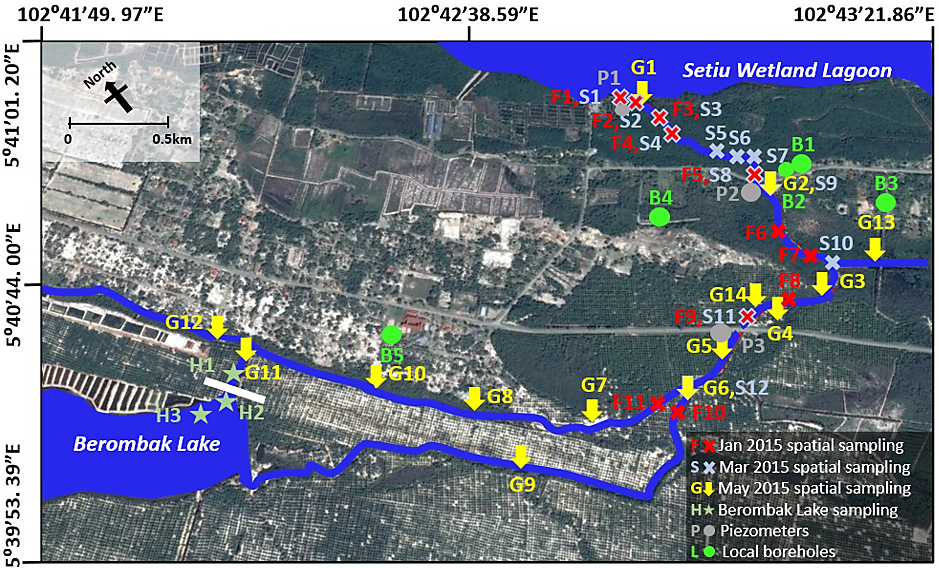 102°41’49. 97”E 102°42’38.59”E 102°43’21.86”E
5°41’01. 20”E
5°40’44. 00”E
5°39’53. 39”E
North
0 0.5km
Setiu Wetland Lagoon
P1 G1
F1,S1
F2,S2
F3,S3
F4,S4
S5 S6
S7 B1
F5,S8
G2,S9
P2 B2
B4 B3
G13
F6
F7 S10
F8 G3
G14
G4
F9,S11
G5 P3
G12
B5
H1 G11 G10
G6,S12
G8 G7
F11 F10
H3 H2
Berombak Lake
G9
F Jan 2015 spatial sampling
S Mar 2015 spatial sampling
G May 2015 spatial sampling
H Berombak Lake sampling
P Piezometers
L Local boreholes